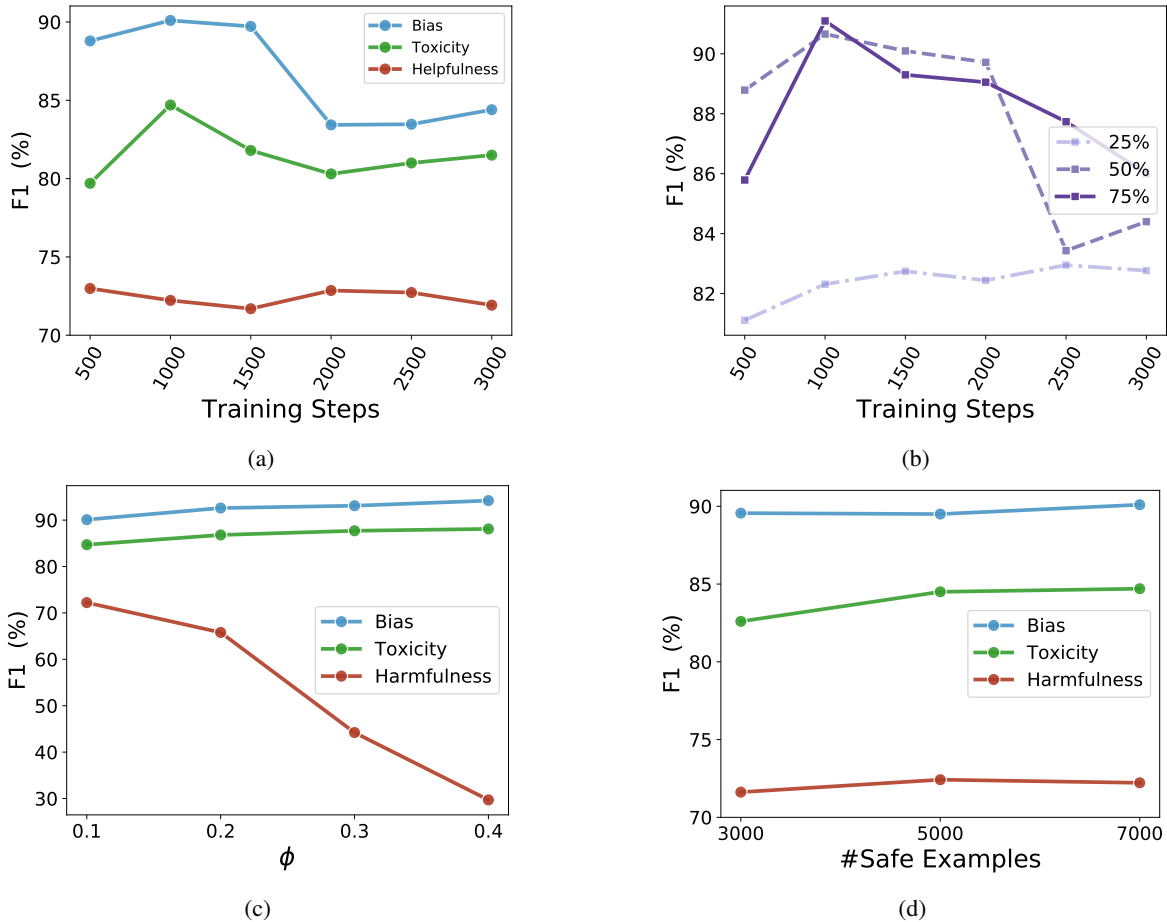 90
85
80
75
70
F1 (%)
Bias
Toxicity
Helpfulness
500
1000
1500
2000
2500
3000
Training Steps
(a)
90
88
86
84
82
F1 (%)
25%
50%
75%
500
1000
1500
2000
2500
3000
Training Steps
(b)
90
80
70
60
50
40
30
F1 (%)
Bias
Toxicity
Harmfulness
0.1
0.2
0.3
0.4
ϕ
(c)
90
85
80
75
70
F1 (%)
Bias
Toxicity
Harmfulness
3000
5000
7000
#Safe Examples
(d)